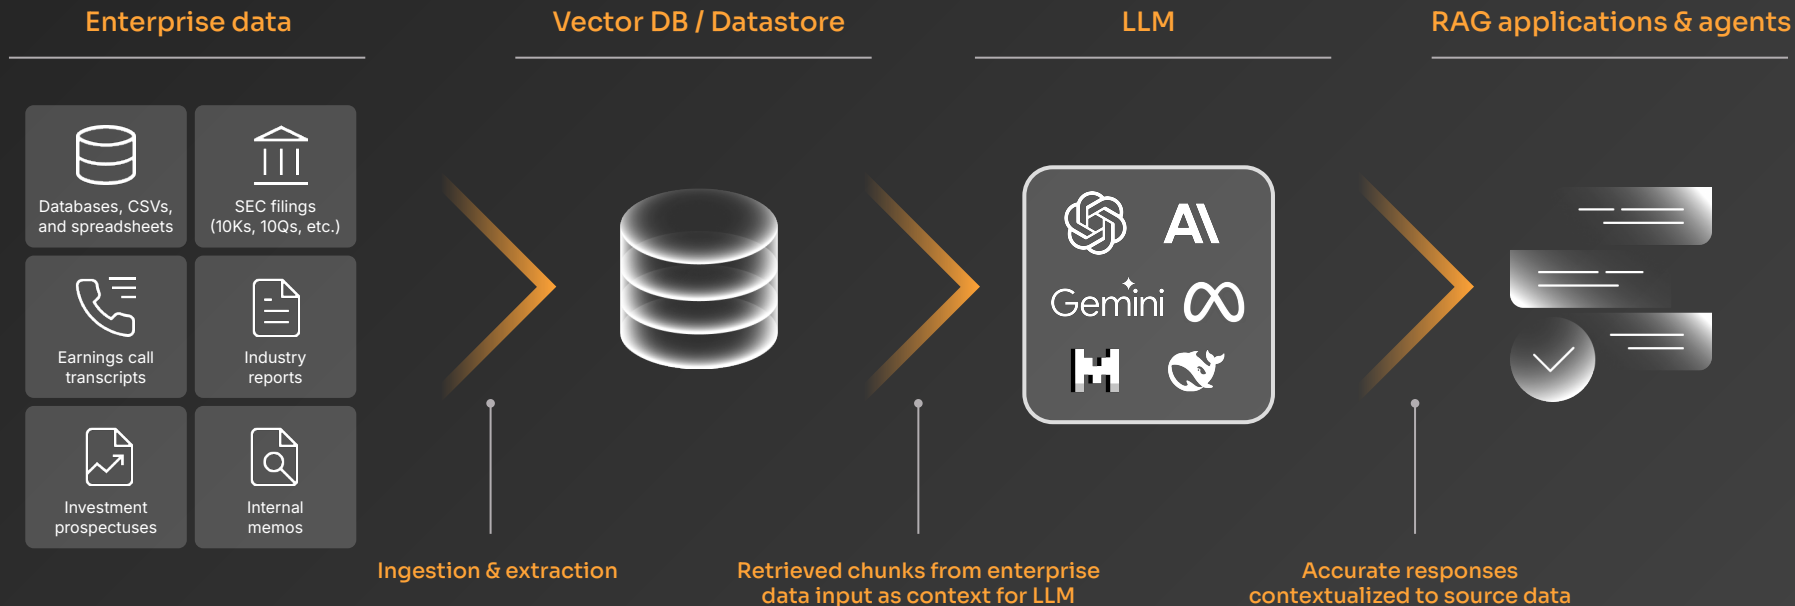 Enterprise data
Vector DB / Datastore
LLM
RAG applications & agents
Databases, CSVs,
and spreadsheets
SEC filings
(10Ks, 10Qs, etc.)
Earnings call
transcripts
Industry
reports
Investment
prospectuses
Internal
memos
AI
Gemini
Ingestion & extraction
Retrieved chunks from enterprise
data input as context for LLM
Accurate responses
contextualized to source data